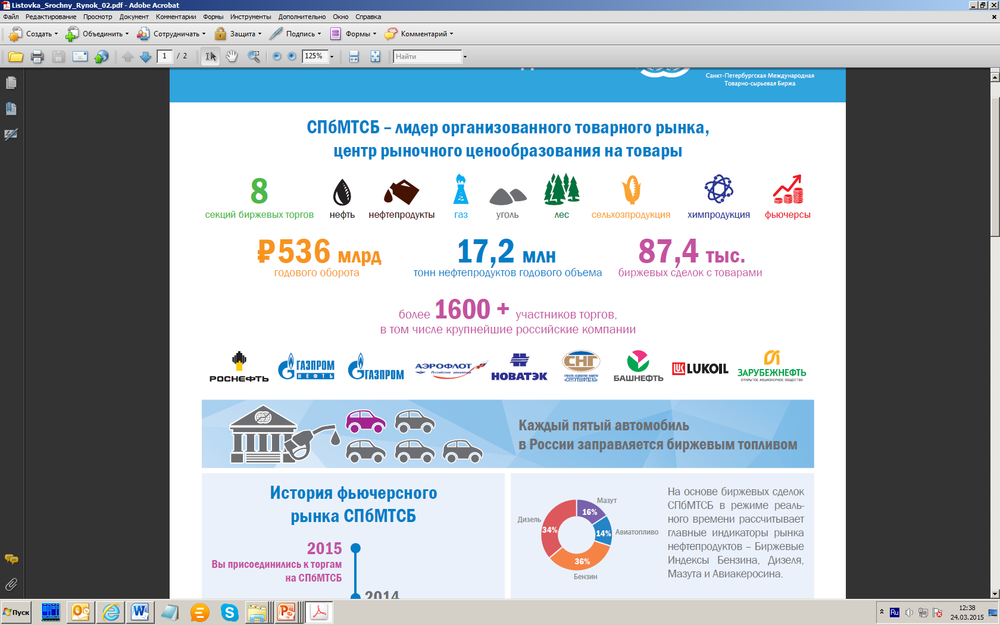 Listovka_Srochny_Rynok_02.pdf - Adobe Acrobat
Файл Редактирование Просмотр Документ Комментарии Формы Инструменты Дополнительно Окно Справка
Создать Объединить Сотрудничать Защита Подпись Формы Комментарий
1 / 2 125% Найти
Санкт-Петербургская Международная
Товарно-сырьевая Биржа
СПбМТСБ – лидер организованного товарного рынка,
центр рыночного ценообразования на товары
8
секций биржевых торгов нефть нефтепродукты газ уголь лес сельхозпродукция химпродукция фьючерсы
₽536 млрд
годового оборота
17,2 млн
тонн нефтепродуктов годового объема
87,4 тыс.
биржевых сделок с товарами
более 1600 + участников торгов,
в том числе крупнейшие российские компании
РОСНЕФТЬ
ГАЗПРОМ
НЕФТЬ
ГАЗПРОМ
АЭРОФЛОТ
Российские авиалинии
НОВАТЭК
СНГ
ОТКРЫТОЕ АКЦИОНЕРНОЕ ОБЩЕСТВО
«СУРГУТНЕФТЕГАЗ»
БАШНЕФТЬ
LUKOIL
ЗАРУБЕЖНЕФТЬ
ОТКРЫТОЕ АКЦИОНЕРНОЕ ОБЩЕСТВО
Каждый пятый автомобиль
в России заправляется биржевым топливом
История фьючерсного
рынка СПбМТСБ
2015
Вы присоединились к торгам
на СПбМТСБ
2014
Мазут
16%
Дизель
34%
14%
Авиатопливо
36%
Бензин
На основе биржевых сделок
СПбМТСБ в режиме реаль-
ного времени рассчитывает
главные индикаторы рынка
нефтепродуктов – Биржевые
Индексы Бензина, Дизеля,
Мазута и Авиакеросина.
Пуск
Ru
12:38
24.03.2015